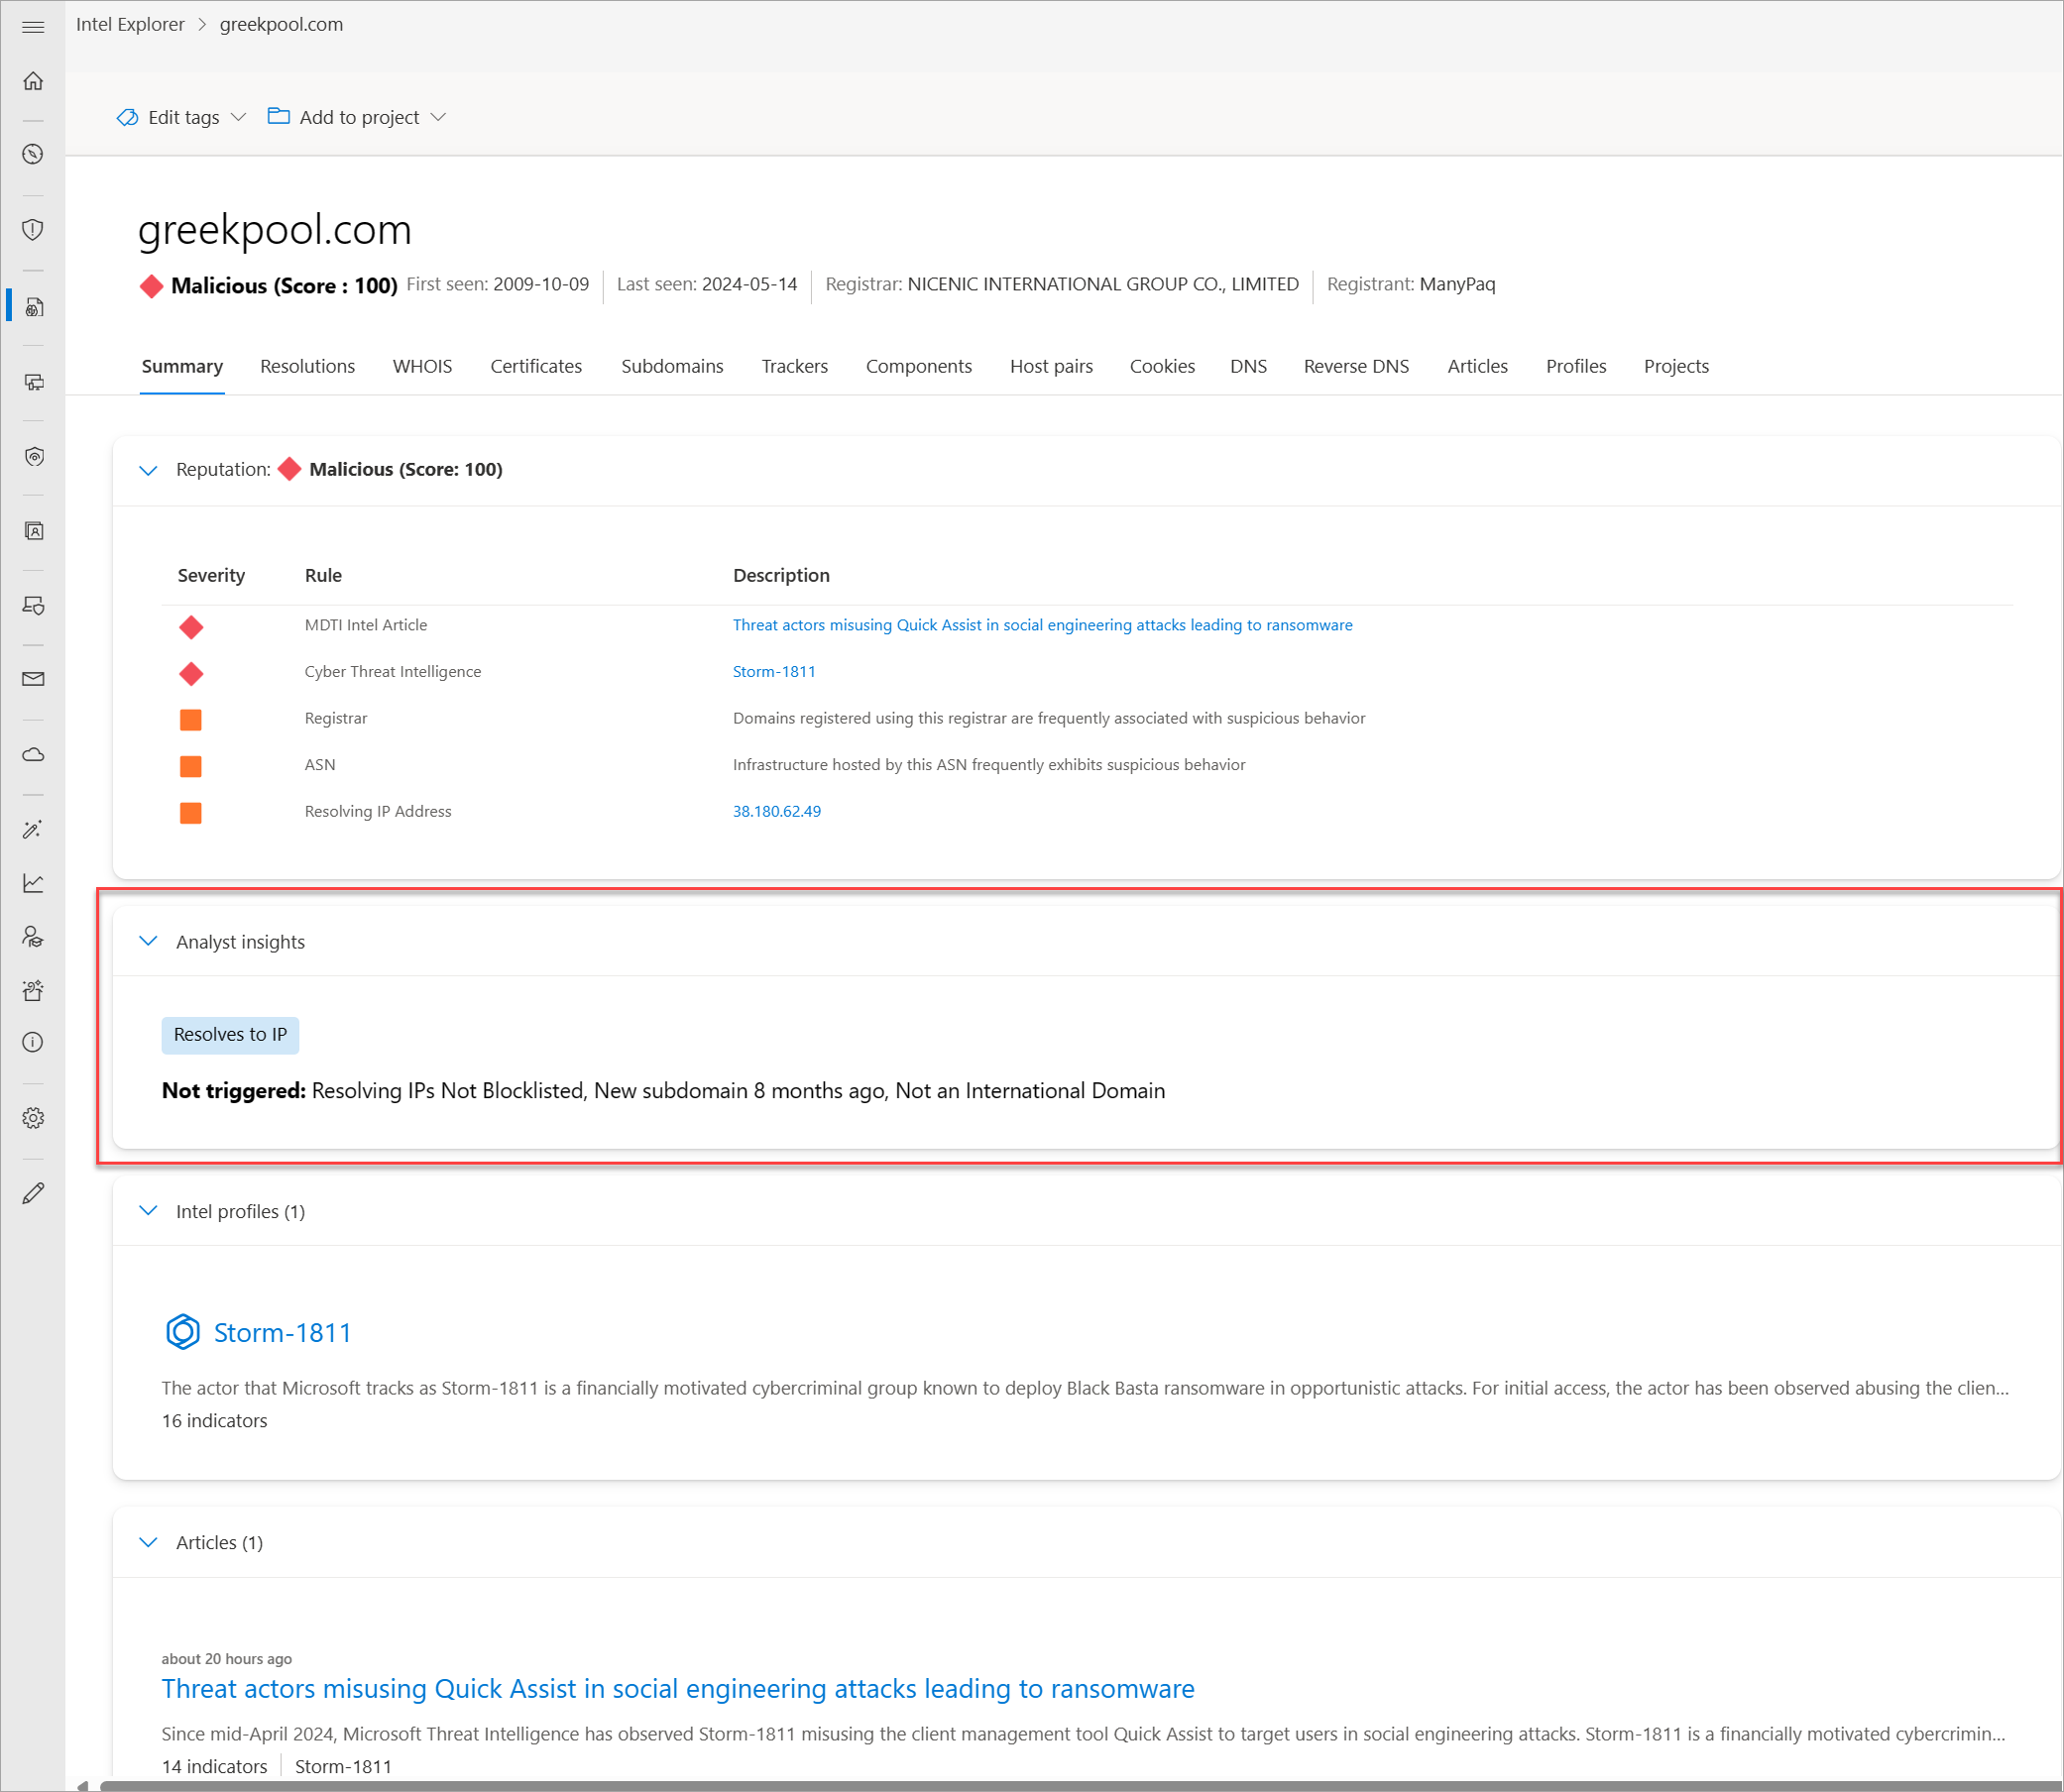 Intel Explorer > greekpool.com
Edit tags Add to project
greekpool.com
Malicious (Score : 100) First seen: 2009-10-09 Last seen: 2024-05-14 Registrar: NICENIC INTERNATIONAL GROUP CO., LIMITED Registrant: ManyPaq
Summary Resolutions WHOIS Certificates Subdomains Trackers Components Host pairs Cookies DNS Reverse DNS Articles Profiles Projects
Reputation: Malicious (Score: 100)
Severity Rule Description
MDTI Intel Article Threat actors misusing Quick Assist in social engineering attacks leading to ransomware
Cyber Threat Intelligence Storm-1811
Registrar Domains registered using this registrar are frequently associated with suspicious behavior
ASN Infrastructure hosted by this ASN frequently exhibits suspicious behavior
Resolving IP Address 38.180.62.49
Analyst insights
Resolves to IP
Not triggered: Resolving IPs Not Blocklisted, New subdomain 8 months ago, Not an International Domain
Intel profiles (1)
Storm-1811
The actor that Microsoft tracks as Storm-1811 is a financially motivated cybercriminal group known to deploy Black Basta ransomware in opportunistic attacks. For initial access, the actor has been observed abusing the clien...
16 indicators
Articles (1)
about 20 hours ago
Threat actors misusing Quick Assist in social engineering attacks leading to ransomware
Since mid-April 2024, Microsoft Threat Intelligence has observed Storm-1811 misusing the client management tool Quick Assist to target users in social engineering attacks. Storm-1811 is a financially motivated cybercrimin...
14 indicators Storm-1811